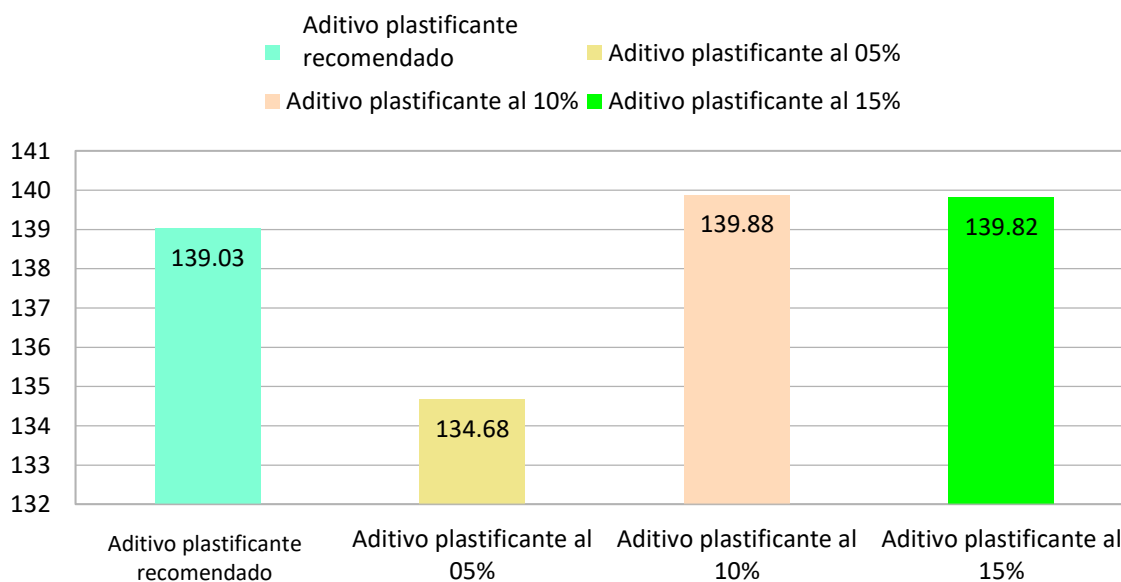 Aditivo plastificante
recomendado
Aditivo plastificante al 05%
Aditivo plastificante al 10%
Aditivo plastificante al 15%
141
140
139
138
137
136
135
134
133
132
139.03
134.68
139.88
139.82
Aditivo plastificante
recomendado
Aditivo plastificante al
05%
Aditivo plastificante al
10%
Aditivo plastificante al
15%